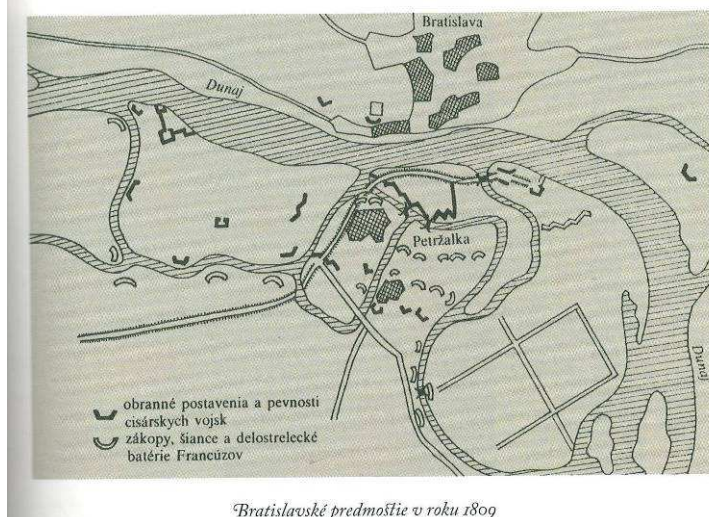 Bratislava
Dunaj
Petržalka
Dunaj
obranné postavenia a pevnosti
cisárskych vojsk
zákopy, šiance a delostrelecké
batérie Francúzov
Bratislavské predmostie v roku 1809